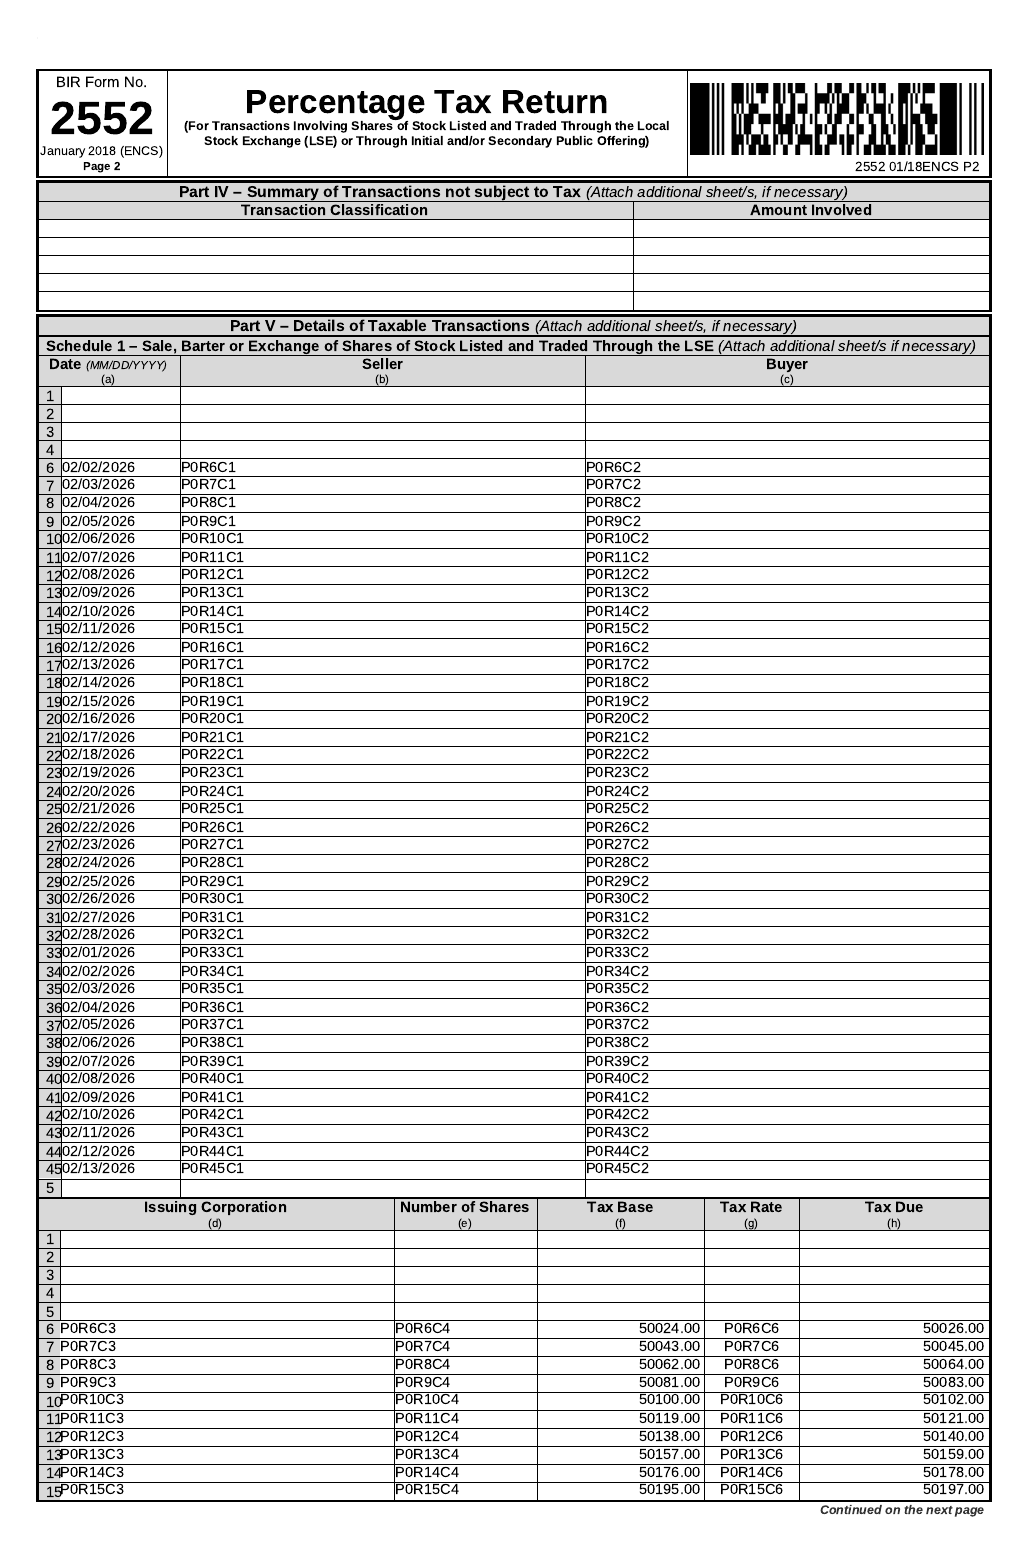 BIR Form No.
2552
January 2018 (ENCS)
Page 2
Percentage Tax Return
(For Transactions Involving Shares of Stock Listed and Traded Through the Local
Stock Exchange (LSE) or Through Initial and/or Secondary Public Offering)
2552 01/18ENCS P2
Part IV – Summary of Transactions not subject to Tax (Attach additional sheet/s, if necessary)
Transaction Classification Amount Involved
Part V – Details of Taxable Transactions (Attach additional sheet/s, if necessary)
Schedule 1 – Sale, Barter or Exchange of Shares of Stock Listed and Traded Through the LSE (Attach additional sheet/s if necessary)
Date (MM/DD/YYYY) Seller Buyer
(a) (b) (c)
1
2
3
4
6 02/02/2026 P0R6C1 P0R6C2
7 02/03/2026 P0R7C1 P0R7C2
8 02/04/2026 P0R8C1 P0R8C2
9 02/05/2026 P0R9C1 P0R9C2
10 02/06/2026 P0R10C1 P0R10C2
11 02/07/2026 P0R11C1 P0R11C2
12 02/08/2026 P0R12C1 P0R12C2
13 02/09/2026 P0R13C1 P0R13C2
14 02/10/2026 P0R14C1 P0R14C2
15 02/11/2026 P0R15C1 P0R15C2
16 02/12/2026 P0R16C1 P0R16C2
17 02/13/2026 P0R17C1 P0R17C2
18 02/14/2026 P0R18C1 P0R18C2
19 02/15/2026 P0R19C1 P0R19C2
20 02/16/2026 P0R20C1 P0R20C2
21 02/17/2026 P0R21C1 P0R21C2
22 02/18/2026 P0R22C1 P0R22C2
23 02/19/2026 P0R23C1 P0R23C2
24 02/20/2026 P0R24C1 P0R24C2
25 02/21/2026 P0R25C1 P0R25C2
26 02/22/2026 P0R26C1 P0R26C2
27 02/23/2026 P0R27C1 P0R27C2
28 02/24/2026 P0R28C1 P0R28C2
29 02/25/2026 P0R29C1 P0R29C2
30 02/26/2026 P0R30C1 P0R30C2
31 02/27/2026 P0R31C1 P0R31C2
32 02/28/2026 P0R32C1 P0R32C2
33 02/01/2026 P0R33C1 P0R33C2
34 02/02/2026 P0R34C1 P0R34C2
35 02/03/2026 P0R35C1 P0R35C2
36 02/04/2026 P0R36C1 P0R36C2
37 02/05/2026 P0R37C1 P0R37C2
38 02/06/2026 P0R38C1 P0R38C2
39 02/07/2026 P0R39C1 P0R39C2
40 02/08/2026 P0R40C1 P0R40C2
41 02/09/2026 P0R41C1 P0R41C2
42 02/10/2026 P0R42C1 P0R42C2
43 02/11/2026 P0R43C1 P0R43C2
44 02/12/2026 P0R44C1 P0R44C2
45 02/13/2026 P0R45C1 P0R45C2
5
Issuing Corporation Number of Shares Tax Base Tax Rate Tax Due
(d) (e) (f) (g) (h)
1
2
3
4
5
6 P0R6C3 P0R6C4 50024.00 P0R6C6 50026.00
7 P0R7C3 P0R7C4 50043.00 P0R7C6 50045.00
8 P0R8C3 P0R8C4 50062.00 P0R8C6 50064.00
9 P0R9C3 P0R9C4 50081.00 P0R9C6 50083.00
10 P0R10C3 P0R10C4 50100.00 P0R10C6 50102.00
11 P0R11C3 P0R11C4 50119.00 P0R11C6 50121.00
12 P0R12C3 P0R12C4 50138.00 P0R12C6 50140.00
13 P0R13C3 P0R13C4 50157.00 P0R13C6 50159.00
14 P0R14C3 P0R14C4 50176.00 P0R14C6 50178.00
15 P0R15C3 P0R15C4 50195.00 P0R15C6 50197.00
Continued on the next page